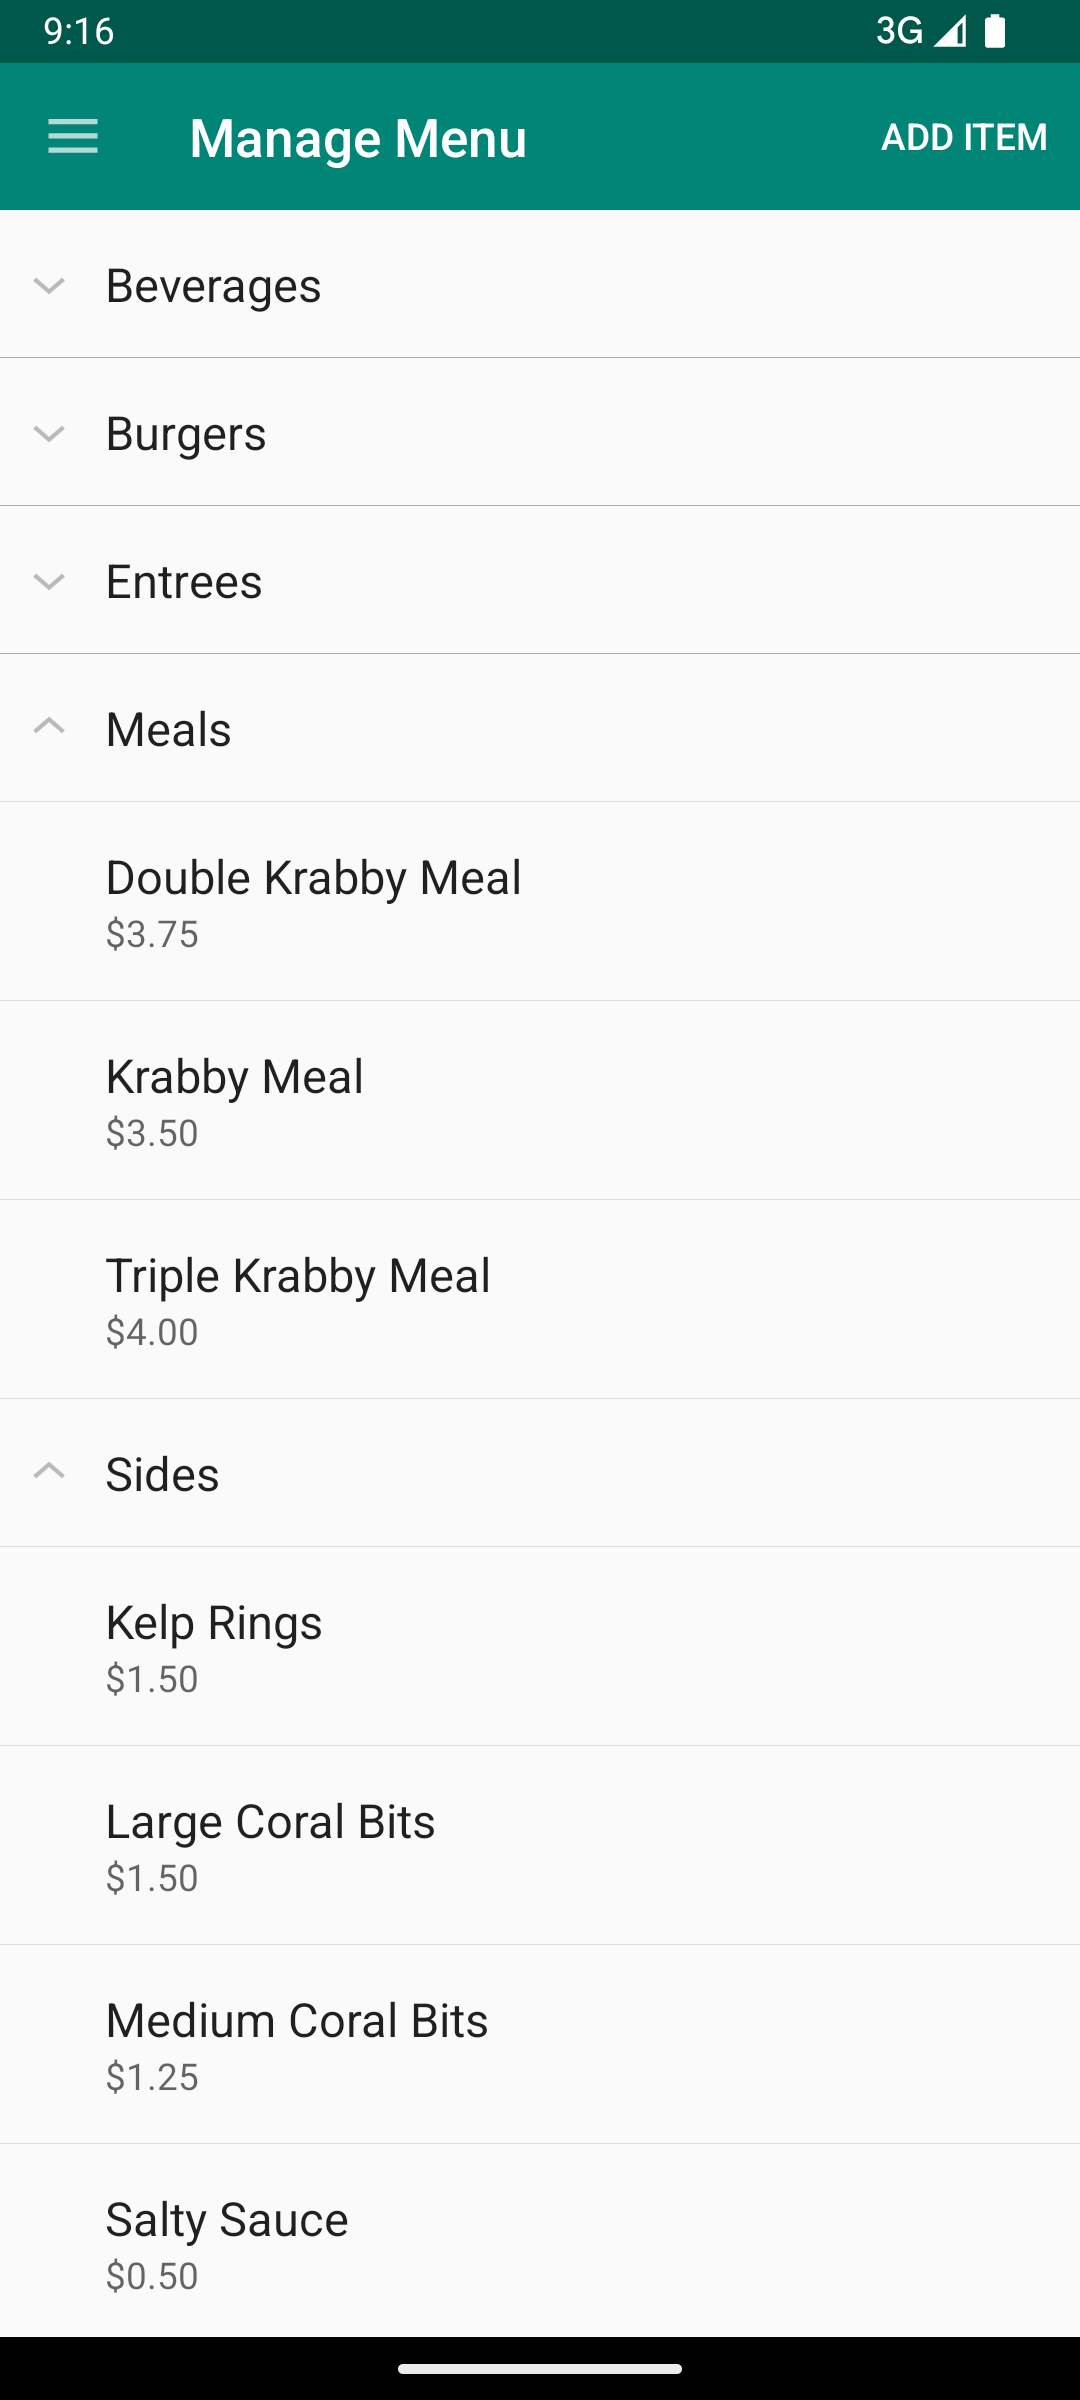 9:16
3G
Manage Menu
ADD ITEM
Beverages
Burgers
Entrees
Meals
Double Krabby Meal
$3.75
Krabby Meal
$3.50
Triple Krabby Meal
$4.00
Sides
Kelp Rings
$1.50
Large Coral Bits
$1.50
Medium Coral Bits
$1.25
Salty Sauce
$0.50